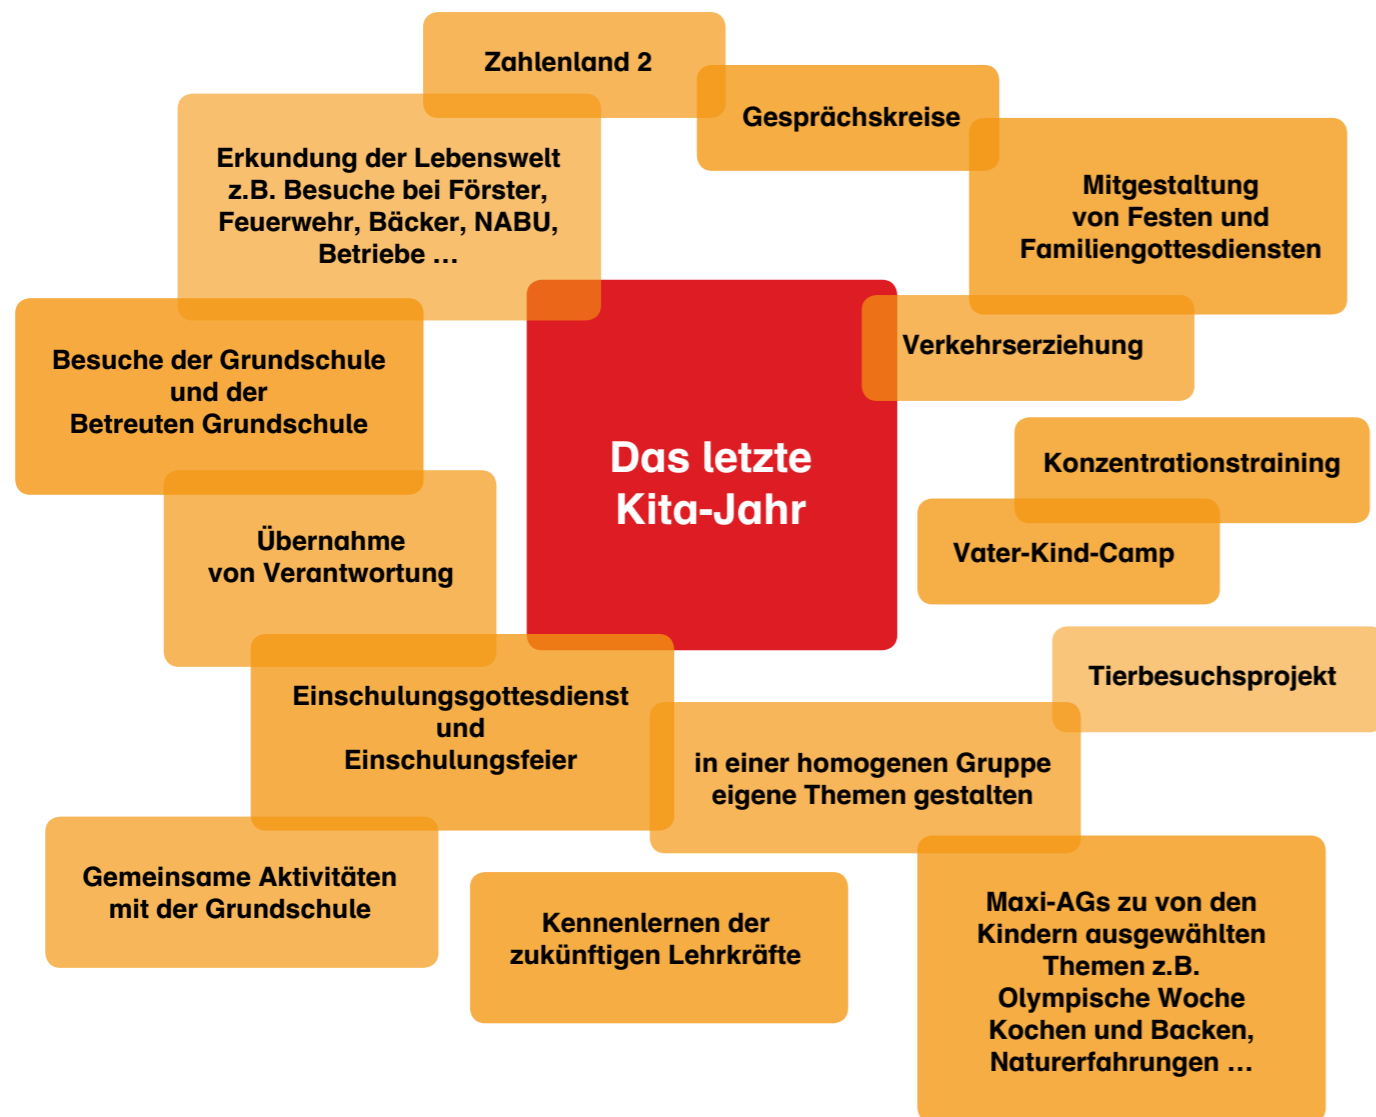 Zahlenland 2
Gesprächskreise
Erkundung der Lebenswelt
z.B. Besuche bei Förster,
Feuerwehr, Bäcker, NABU,
Betriebe ...
Mitgestaltung
von Festen und
Familiengottesdiensten
Verkehrserziehung
Besuche der Grundschule
und der
Betreuten Grundschule
Das letzte
Kita-Jahr
Konzentrationstraining
Vater-Kind-Camp
Übernahme
von Verantwortung
Tierbesuchsprojekt
Einschulungsgottesdienst
und
Einschulungsfeier
in einer homogenen Gruppe
eigene Themen gestalten
Gemeinsame Aktivitäten
mit der Grundschule
Kennenlernen der
zukünftigen Lehrkräfte
Maxi-AGs zu von den
Kindern ausgewählten
Themen z.B.
Olympische Woche
Kochen und Backen,
Naturerfahrungen ...